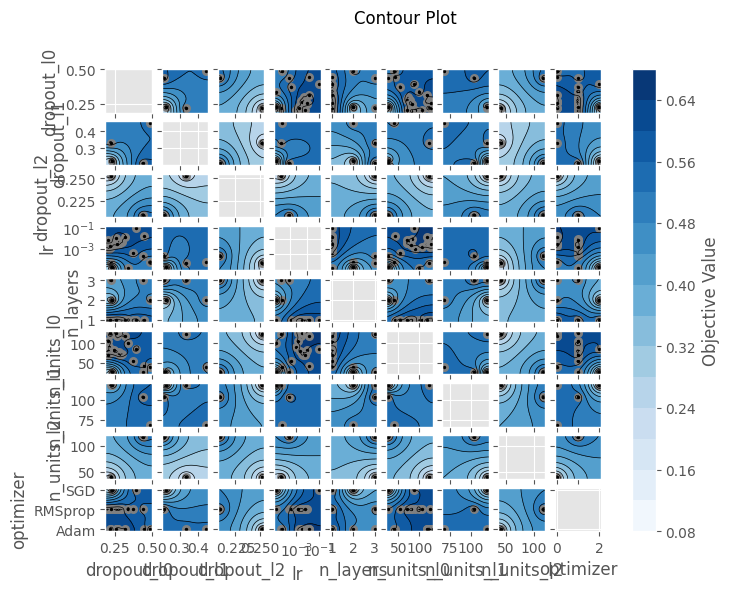 Contour Plot
0.50
0.25
dropout_l0
0.4
0.3
dropout_l1
0.250
0.225
dropout_l2
10⁻¹
10⁻³
lr
3
2
1
n_layers
100
50
n_units_l0
100
75
n_units_l1
100
50
n_units_l2
SGD
RMSprop
Adam
optimizer
0.25 0.50 0.3 0.4 0.225 0.250 10⁻³ 10⁻¹ 1 2 3 50 100 75 100 50 100 0 2
dropout_l0 dropout_l1 dropout_l2 lr n_layers n_units_l0 n_units_l1 n_units_l2 optimizer
0.64
0.56
0.48
0.40
0.32
0.24
0.16
0.08
Objective Value